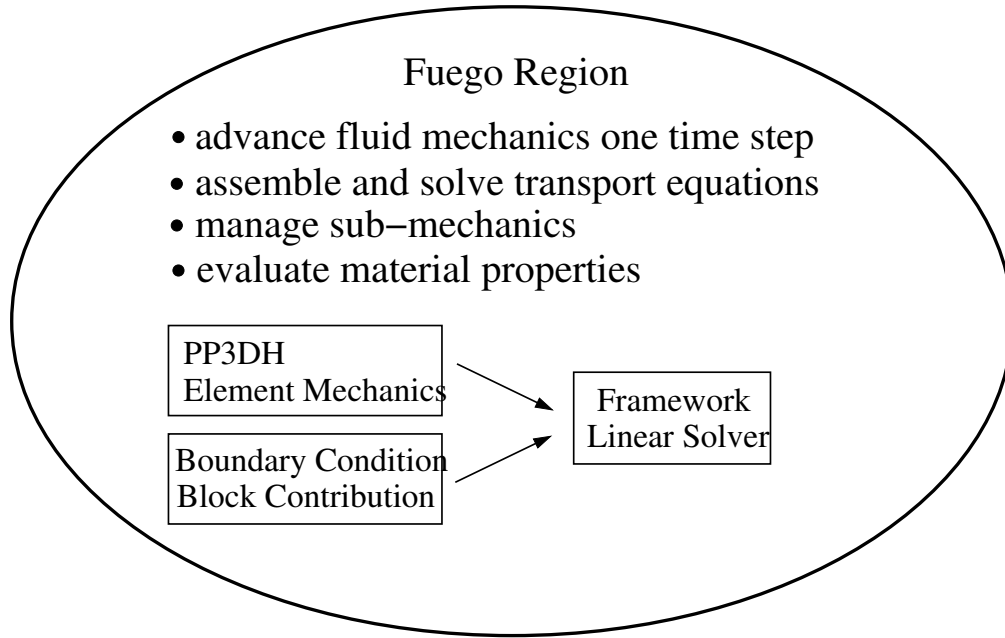 Fuego Region
• advance fluid mechanics one time step
• assemble and solve transport equations
• manage sub−mechanics
• evaluate material properties
PP3DH
Element Mechanics
Boundary Condition
Block Contribution
Framework
Linear Solver